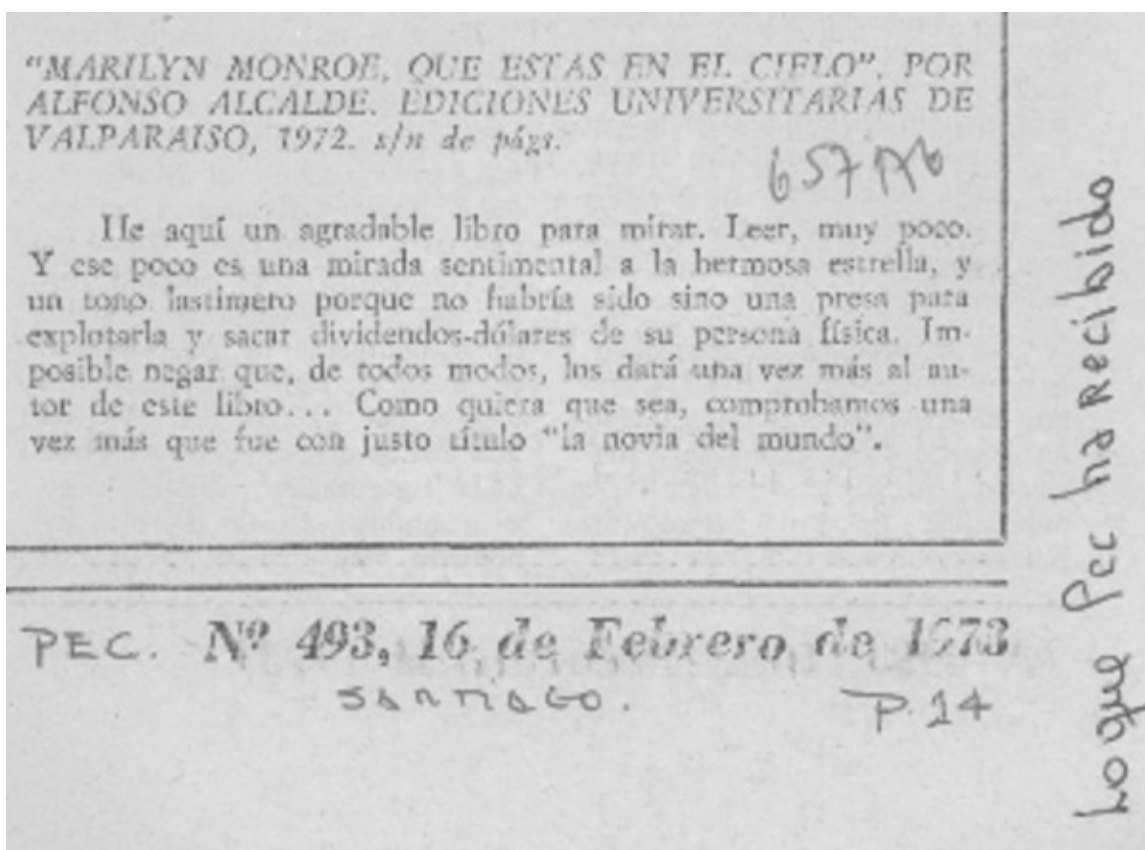 "MARILYN MONROE, QUE ESTAS EN EL CIELO". POR
ALFONSO ALCALDE. EDICIONES UNIVERSITARIAS DE
VALPARAISO, 1972. s/n de págs.
657176
He aquí un agradable libro para mirar. Leer, muy poco.
Y ese poco es una mirada sentimental a la hermosa estrella, y
un tono lastimero porque no habría sido sino una presa para
explotarla y sacar dividendos-dólares de su persona física. Im-
posible negar que, de todos modos, los dará una vez más al au-
tor de este libro... Como quiera que sea, comprobamos una
vez más que fue con justo título "la novia del mundo".
PEC. Nº 493, 16 de Febrero de 1973
SANTIAGO. P. 14
Lo que Pec ha recibido